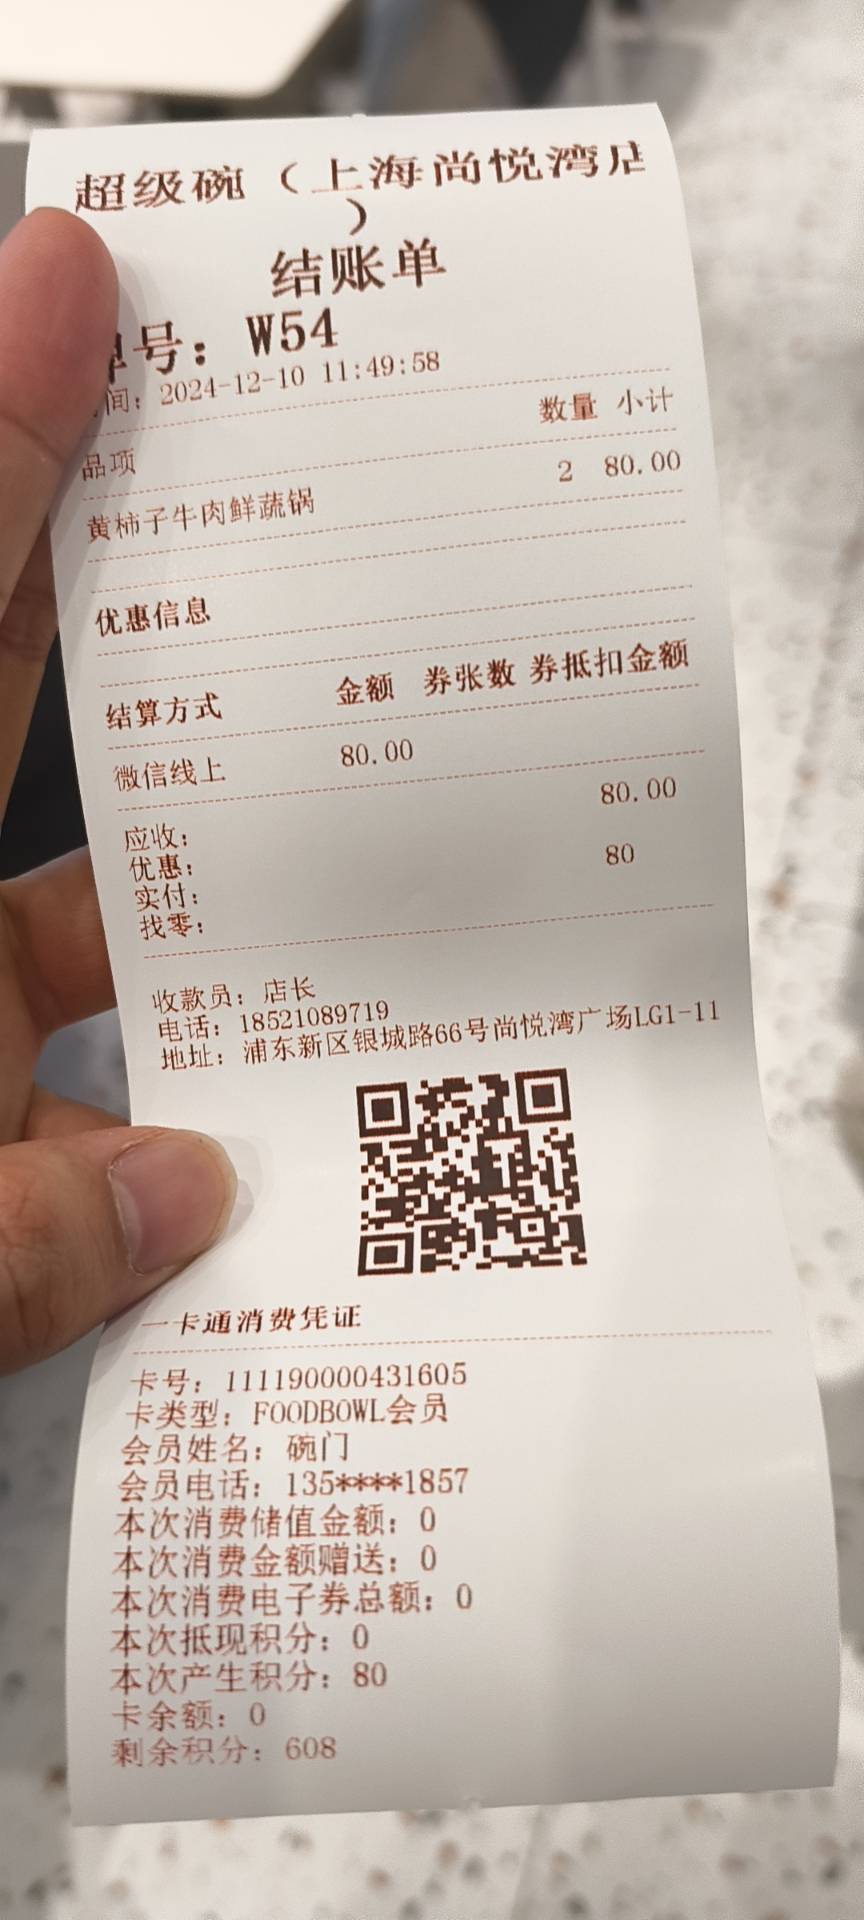 超级碗（上海尚悦湾店
）
结账单
单号：W54
时间：2024-12-10 11:49:58
品项 数量 小计
黄柿子牛肉鲜蔬锅 2 80.00
优惠信息
结算方式 金额 券张数 券抵扣金额
微信线上 80.00
应收： 80.00
优惠：
实付： 80
找零：
收款员：店长
电话：18521089719
地址：浦东新区银城路66号尚悦湾广场LG1-11
一卡通消费凭证
卡号：111190000431605
卡类型：FOODBOWL会员
会员姓名：碗门
会员电话：135****1857
本次消费储值金额：0
本次消费金额赠送：0
本次消费电子券总额：0
本次抵现积分：0
本次产生积分：80
卡余额：0
剩余积分：608